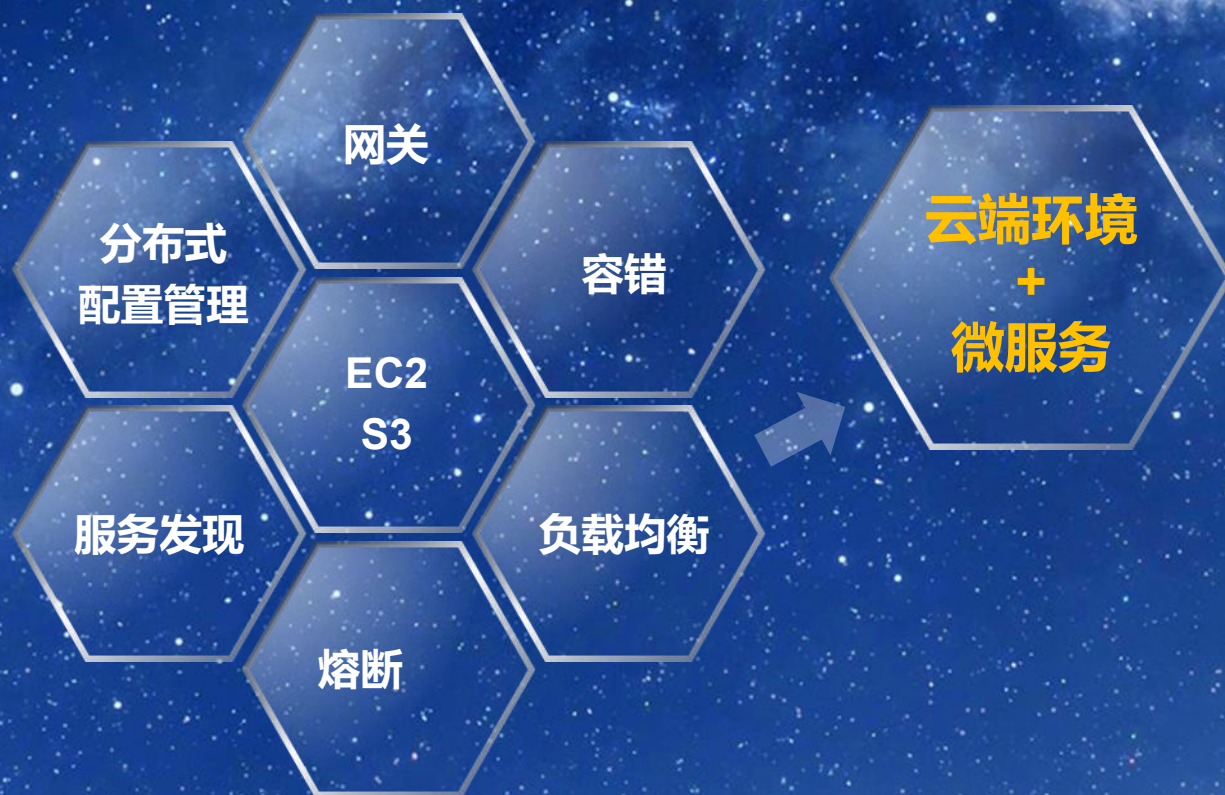 网关
分布式
配置管理
容错
EC2
S3
服务发现
负载均衡
熔断
云端环境
+
微服务